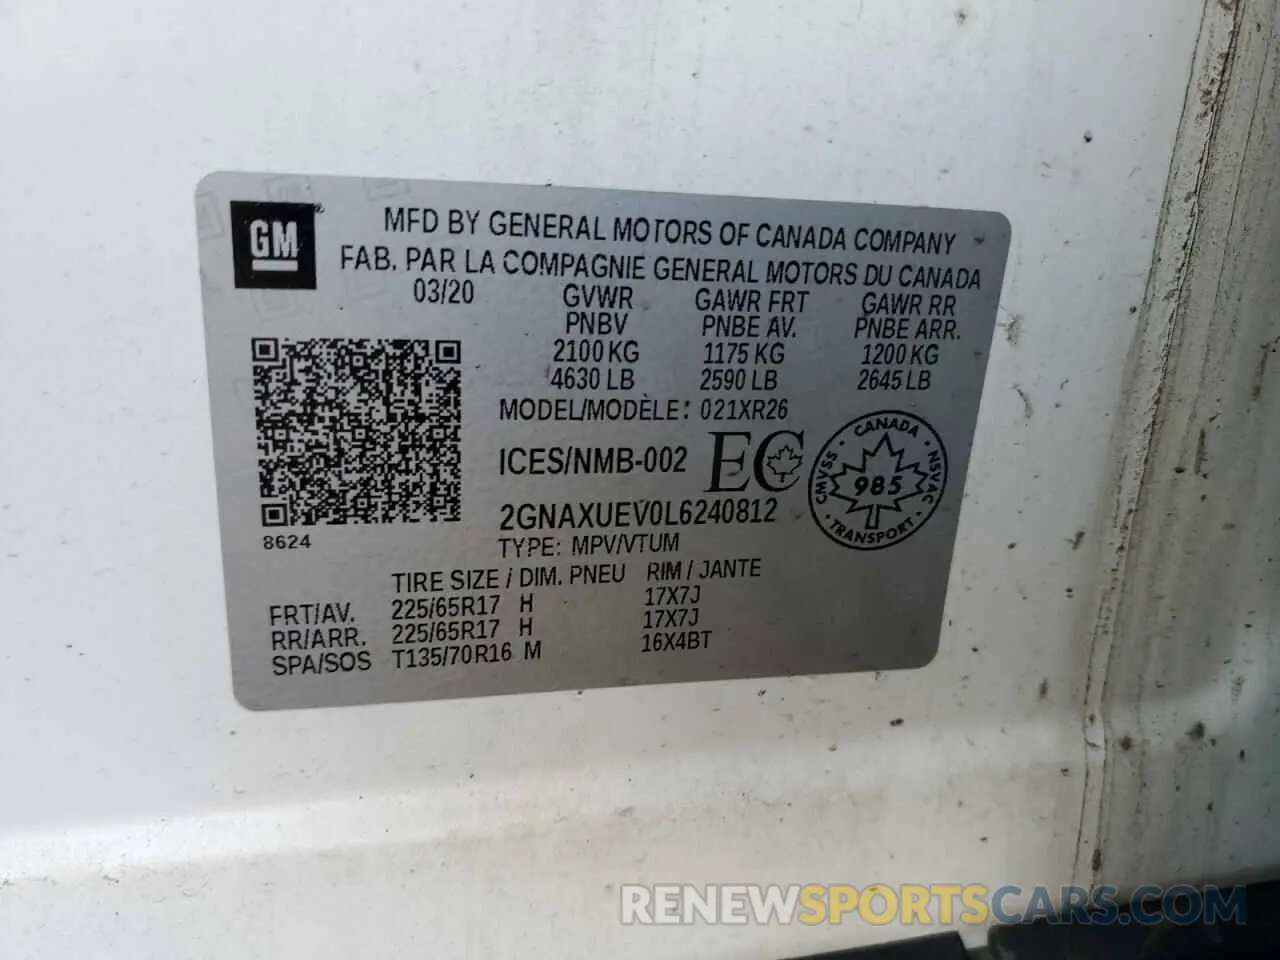 GM
MFD BY GENERAL MOTORS OF CANADA COMPANY
FAB. PAR LA COMPAGNIE GENERAL MOTORS DU CANADA
03/20 GVWR GAWR FRT GAWR RR
PNBV PNBE AV. PNBE ARR.
2100 KG 1175 KG 1200 KG
4630 LB 2590 LB 2645 LB
MODEL/MODÈLE: 021XR26
ICES/NMB-002 EC
CANADA
CMVSS 985 NSVAC
TRANSPORT
2GNAXUEV0L6240812
8624
TYPE: MPV/VTUM
TIRE SIZE / DIM. PNEU RIM / JANTE
FRT/AV. 225/65R17 H 17X7J
RR/ARR. 225/65R17 H 17X7J
SPA/SOS T135/70R16 M 16X4BT
RENEWSPORTSCARS.COM